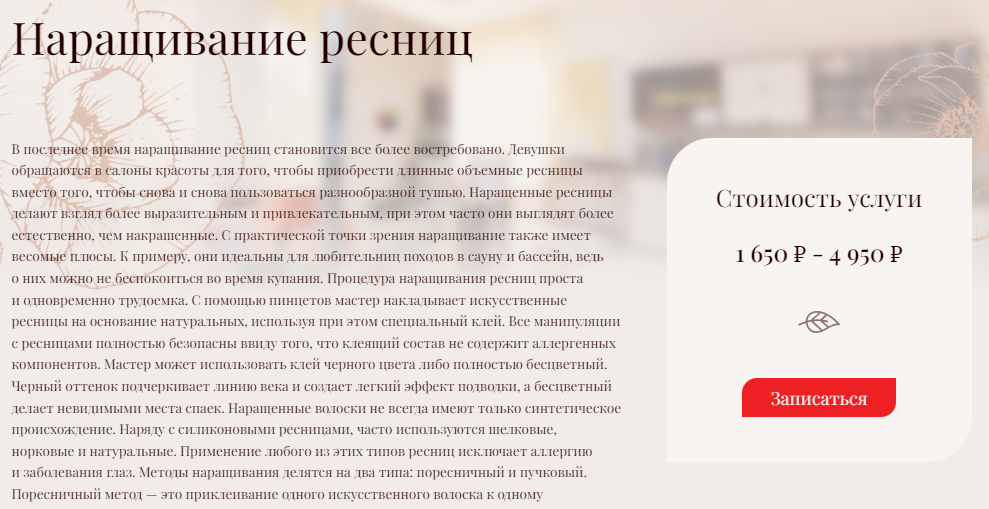 Наращивание ресниц
В последнее время наращивание ресниц становится все более востребовано. Девушки
обращаются в салоны красоты для того, чтобы приобрести длинные объемные ресницы
вместо того, чтобы снова и снова пользоваться разнообразной тушью. Наращенные ресницы
делают взгляд более выразительным и привлекательным, при этом часто они выглядят более
естественно, чем накрашенные. С практической точки зрения наращивание также имеет
весомые плюсы. К примеру, они идеальны для любительниц походов в сауну и бассейн, ведь
о них можно не беспокоиться во время купания. Процедура наращивания ресниц проста
и одновременно трудоемка. С помощью пинцетов мастер накладывает искусственные
ресницы на основание натуральных, используя при этом специальный клей. Все манипуляции
с ресницами полностью безопасны ввиду того, что клеящий состав не содержит аллергенных
компонентов. Мастер может использовать клей черного цвета либо полностью бесцветный.
Черный оттенок подчеркивает линию века и создает легкий эффект подводки, а бесцветный
делает невидимыми места спаек. Наращенные волоски не всегда имеют только синтетическое
происхождение. Наряду с силиконовыми ресницами, часто используются шелковые,
норковые и натуральные. Применение любого из этих типов ресниц исключает аллергию
и заболевания глаз. Методы наращивания делятся на два типа: поресничный и пучковый.
Поресничный метод — это приклеивание одного искусственного волоска к одному
Стоимость услуги
1 650 ₽ - 4 950 ₽
Записаться